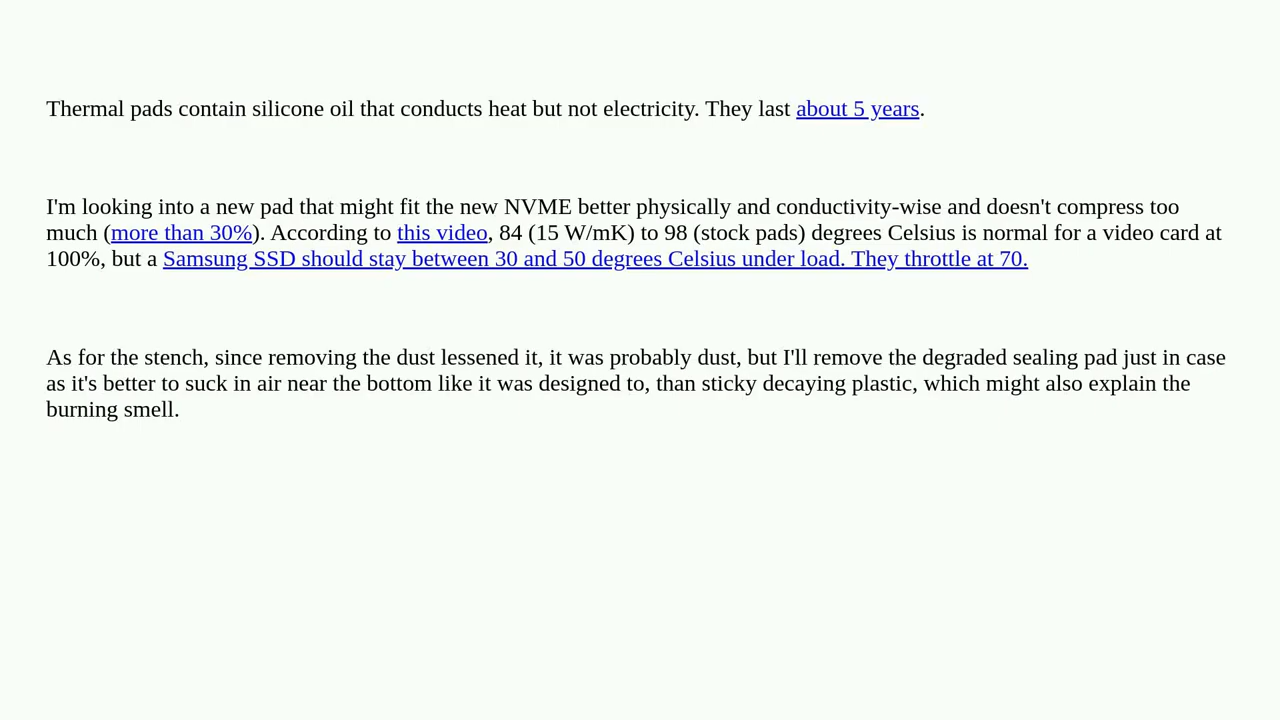 Thermal pads contain silicone oil that conducts heat but not electricity. They last about 5 years.
I'm looking into a new pad that might fit the new NVME better physically and conductivity-wise and doesn't compress too
much (more than 30%). According to this video, 84 (15 W/mK) to 98 (stock pads) degrees Celsius is normal for a video card at
100%, but a Samsung SSD should stay between 30 and 50 degrees Celsius under load. They throttle at 70.
As for the stench, since removing the dust lessened it, it was probably dust, but I'll remove the degraded sealing pad just in case
as it's better to suck in air near the bottom like it was designed to, than sticky decaying plastic, which might also explain the
burning smell.